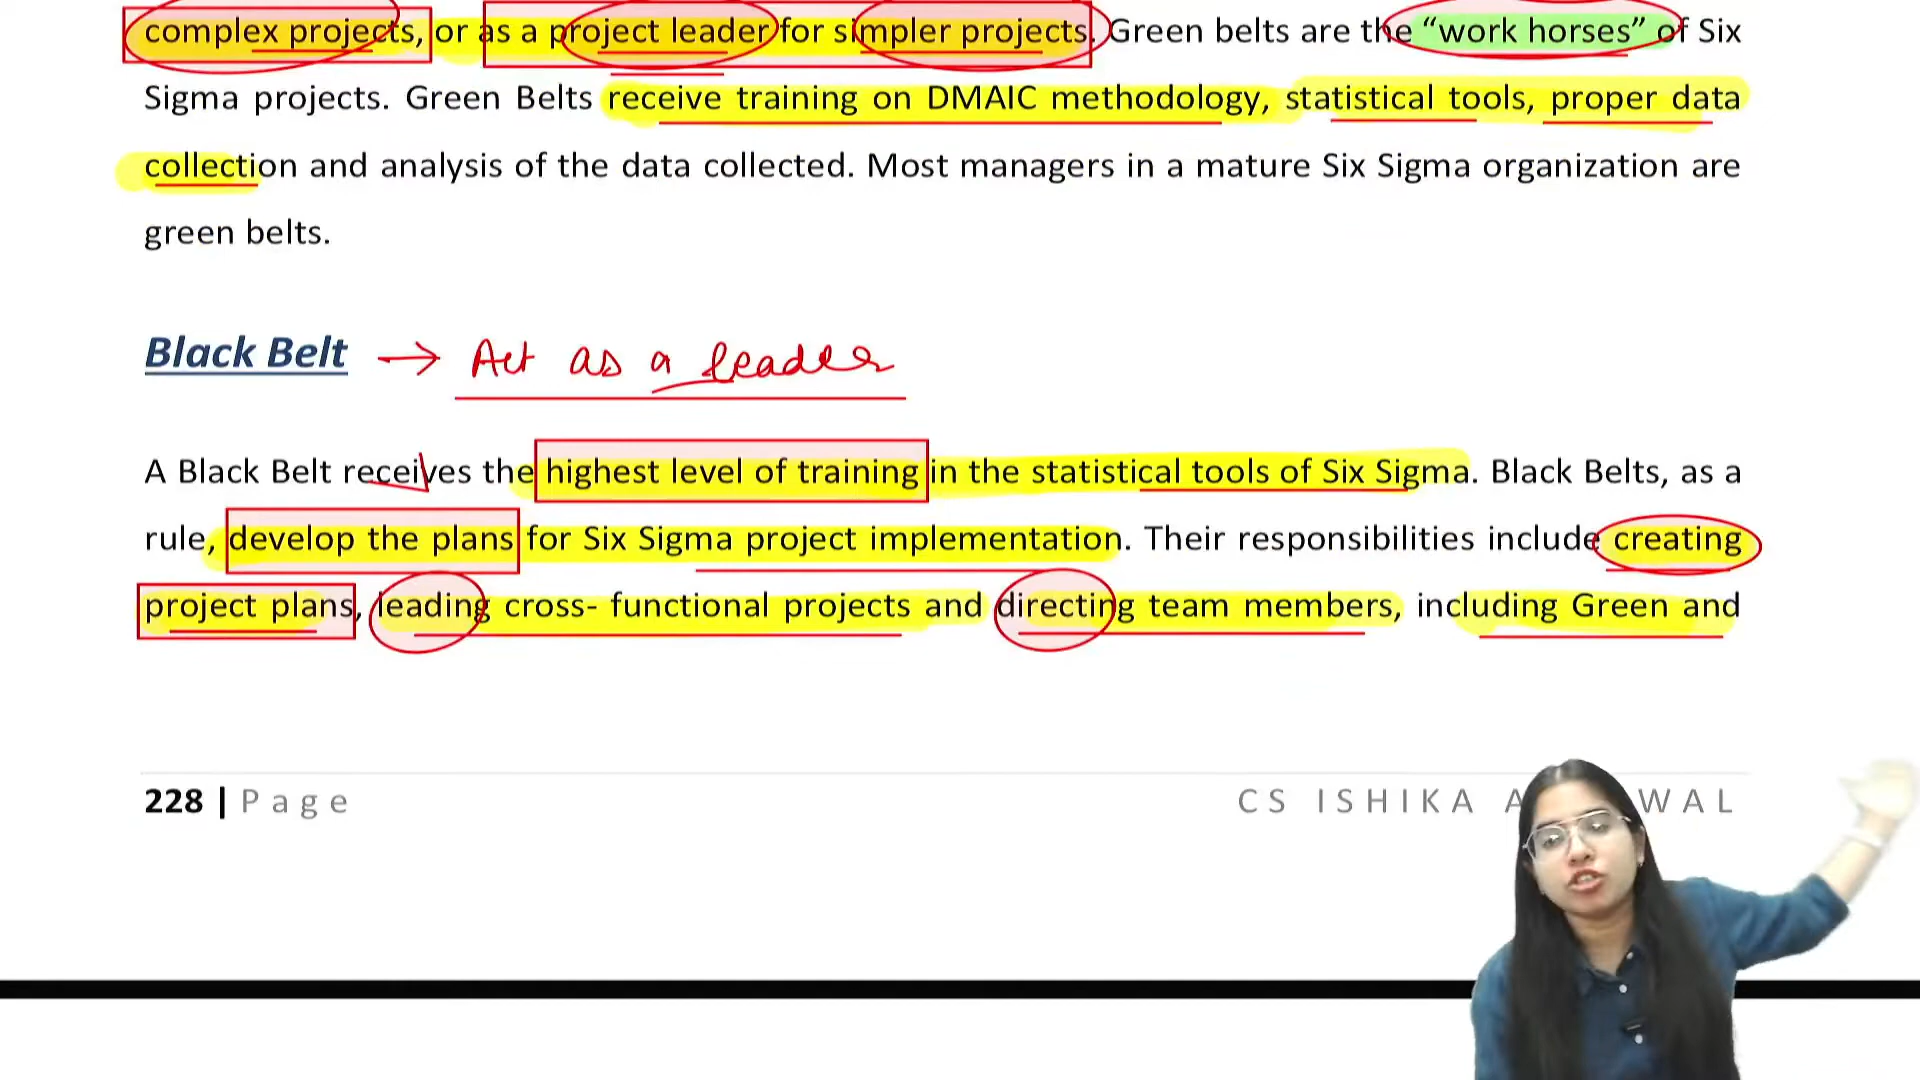 complex projects, or as a project leader for simpler projects. Green belts are the “work horses” of Six
Sigma projects. Green Belts receive training on DMAIC methodology, statistical tools, proper data
collection and analysis of the data collected. Most managers in a mature Six Sigma organization are
green belts.
Black Belt → Act as a leader
A Black Belt receives the highest level of training in the statistical tools of Six Sigma. Black Belts, as a
rule, develop the plans for Six Sigma project implementation. Their responsibilities include creating
project plans, leading cross- functional projects and directing team members, including Green and
228 | Page
CS ISHIKA A WAL